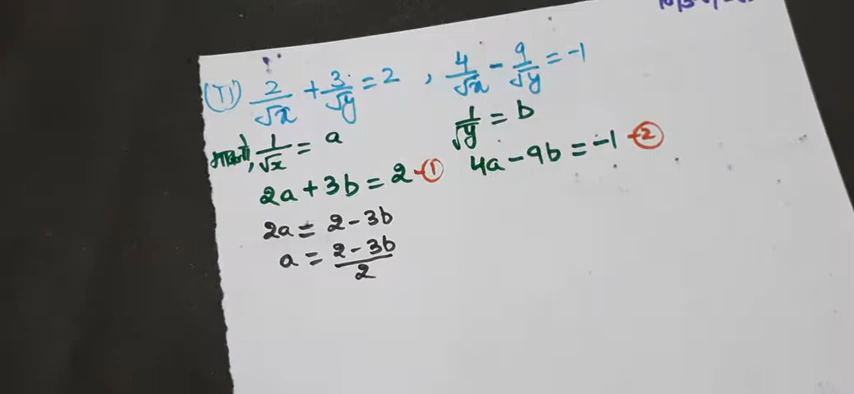 (II) 2/√x + 3/√y = 2 , 4/√x - 9/√y = -1
माना, 1/√x = a 1/√y = b
2a + 3b = 2 -① 4a - 9b = -1 -②
2a = 2 - 3b
a = (2 - 3b)/2